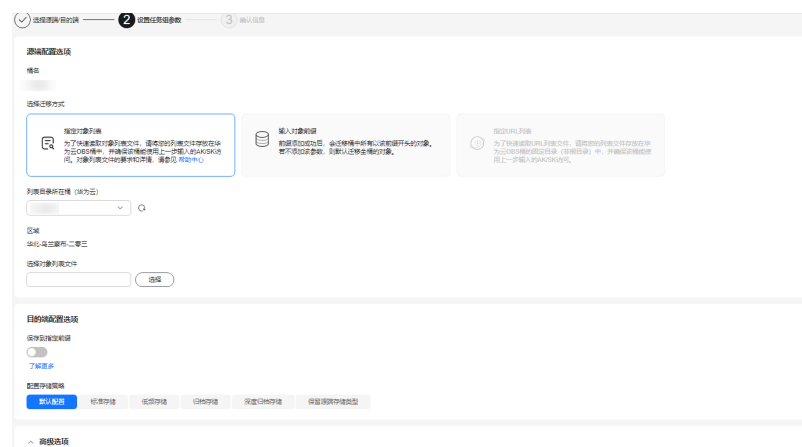 选择源端/目的端
2 设置任务组参数
3 确认信息
源端配置选项
桶名
选择迁移方式
指定对象列表
为了快速读取对象列表文件，请将您的列表文件存放在华
为云OBS桶中，并确保该桶能使用上一步输入的AK/SK访
问。对象列表文件的要求和详情，请参见 帮助中心
输入对象前缀
前缀添加成功后，会迁移桶中所有以该前缀开头的对象。
若不添加该参数，则默认迁移全桶的对象。
指定URL列表
为了快速读取URL列表文件，请将您的列表文件存放在华
为云OBS桶的固定目录（非根目录）中，并确保该桶能使
用上一步输入的AK/SK访问。
列表目录所在桶（华为云）
区域
华北-乌兰察布-二零三
选择对象列表文件
选择
目的端配置选项
保存到指定前缀
了解更多
配置存储策略
默认配置
标准存储
低频存储
归档存储
深度归档存储
保留源端存储类型
高级选项